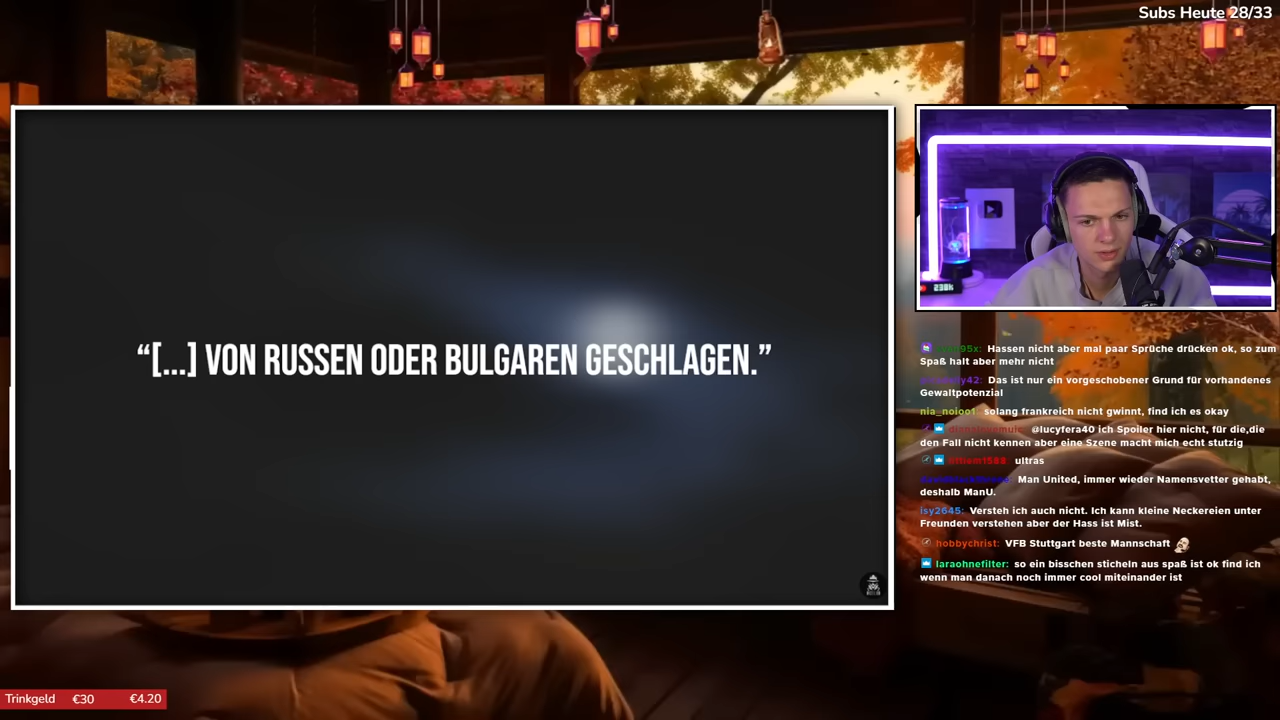 Subs Heute 28/33
“[...] VON RUSSEN ODER BULGAREN GESCHLAGEN.”
238k
Hassen nicht aber mal paar Sprüche drücken ok, so zum
Spaß halt aber mehr nicht
Das ist nur ein vorgeschobener Grund für vorhandenes
Gewaltpotenzial
nia_noioo1 solang frankreich nicht gewinnt, find ich es okay
@lucyfera40 ich Spoiler hier nicht, für die,die
den Fall nicht kennen aber eine Szene macht mich echt stutzig
ultras
Man United, immer wieder Namensvetter gehabt,
deshalb ManU.
isy2645: Versteh ich auch nicht. Ich kann kleine Neckereien unter
Freunden verstehen aber der Hass ist Mist.
hobbychrist: VFB Stuttgart beste Mannschaft
laraohnefilter: so ein bisschen sticheln aus spaß ist ok find ich
wenn man danach noch immer cool miteinander ist
Trinkgeld €30 €4.20